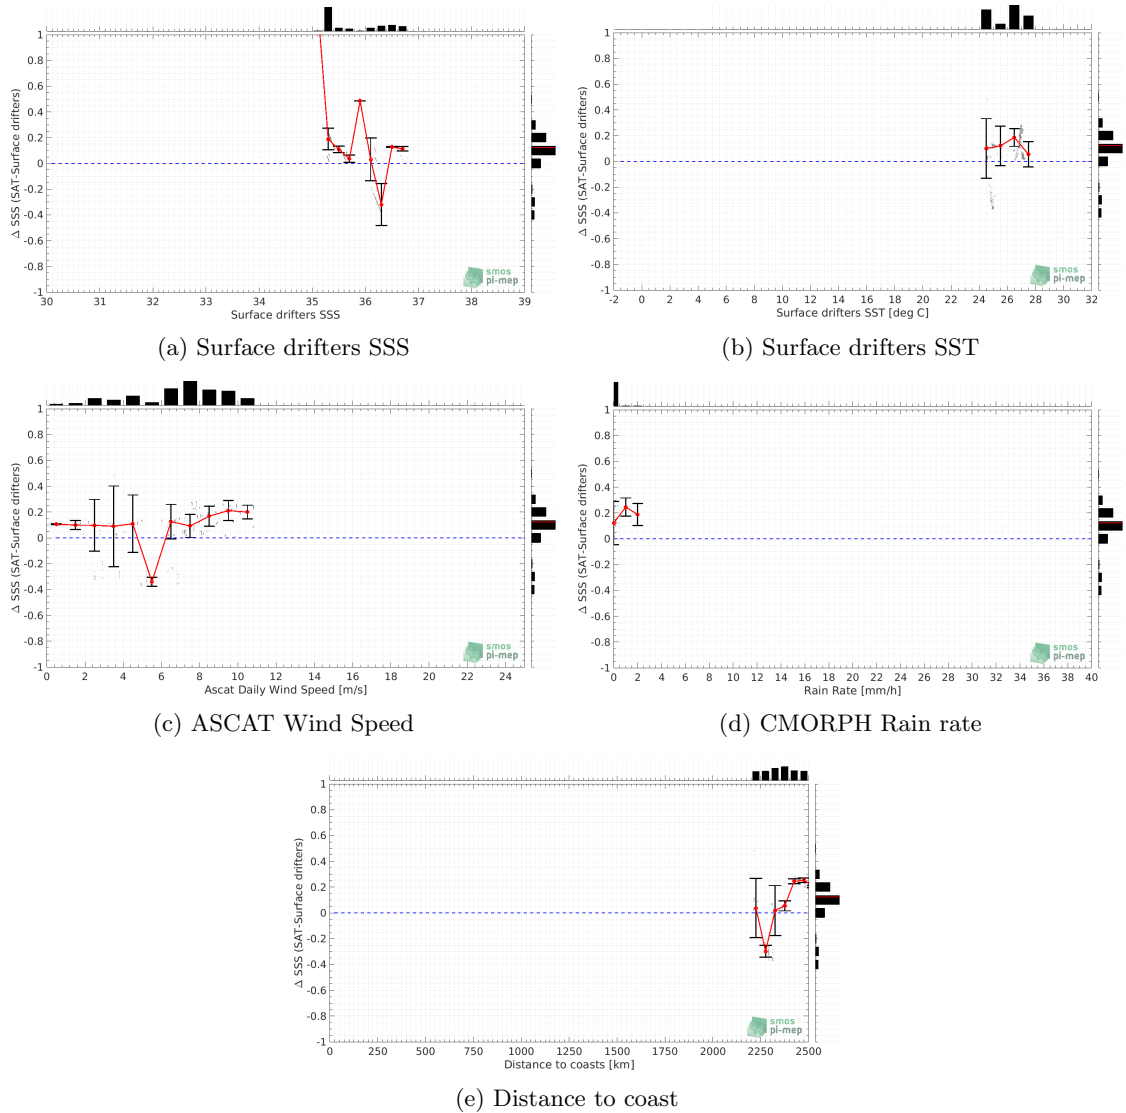 1
0.8
0.6
0.4
0.2
0
-0.2
-0.4
-0.6
-0.8
-1
Δ SSS (SAT-Surface drifters)
30 31 32 33 34 35 36 37 38 39
Surface drifters SSS
smos
pi-mep
(a) Surface drifters SSS
1
0.8
0.6
0.4
0.2
0
-0.2
-0.4
-0.6
-0.8
-1
Δ SSS (SAT-Surface drifters)
-2 0 2 4 6 8 10 12 14 16 18 20 22 24 26 28 30 32
Surface drifters SST [deg C]
smos
pi-mep
(b) Surface drifters SST
1
0.8
0.6
0.4
0.2
0
-0.2
-0.4
-0.6
-0.8
-1
Δ SSS (SAT-Surface drifters)
0 2 4 6 8 10 12 14 16 18 20 22 24
Ascat Daily Wind Speed [m/s]
smos
pi-mep
(c) ASCAT Wind Speed
1
0.8
0.6
0.4
0.2
0
-0.2
-0.4
-0.6
-0.8
-1
Δ SSS (SAT-Surface drifters)
0 2 4 6 8 10 12 14 16 18 20 22 24 26 28 30 32 34 36 38 40
Rain Rate [mm/h]
smos
pi-mep
(d) CMORPH Rain rate
1
0.8
0.6
0.4
0.2
0
-0.2
-0.4
-0.6
-0.8
-1
Δ SSS (SAT-Surface drifters)
0 250 500 750 1000 1250 1500 1750 2000 2250 2500
Distance to coasts [km]
smos
pi-mep
(e) Distance to coast